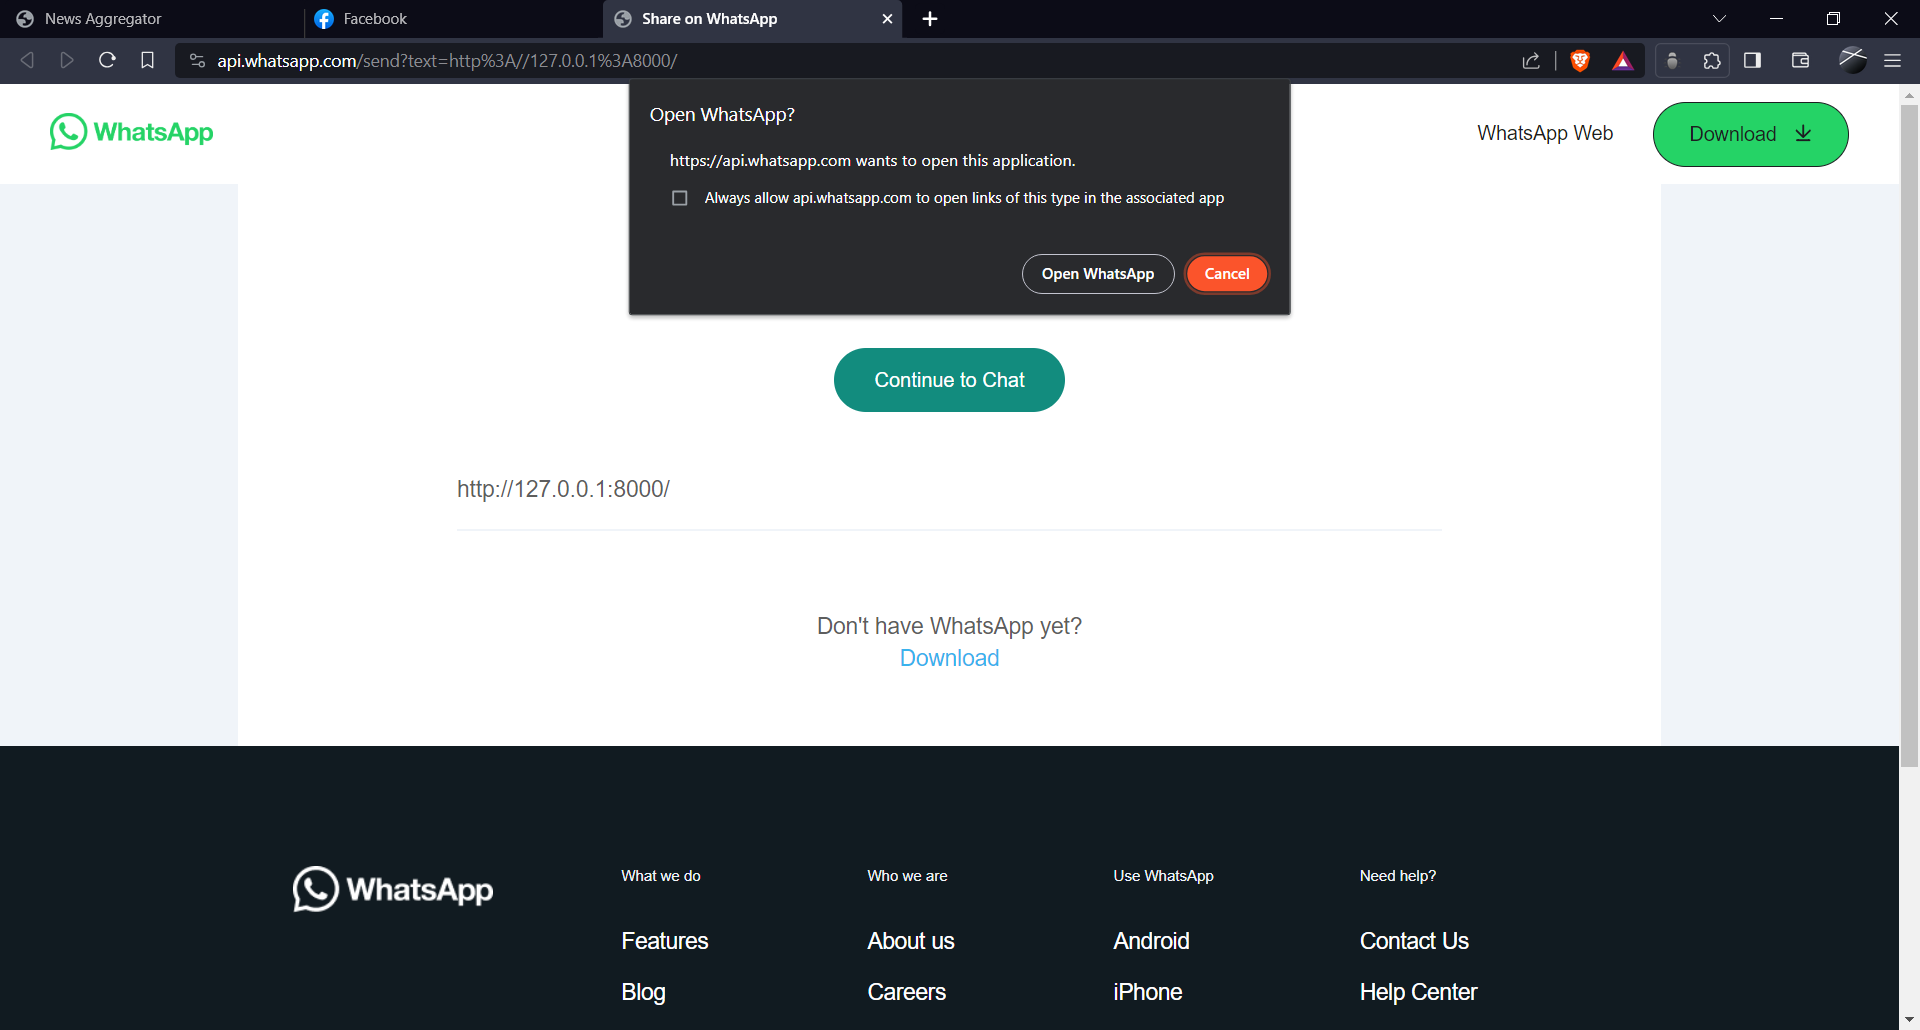 News Aggregator
Facebook
Share on WhatsApp
api.whatsapp.com/send?text=http%3A//127.0.0.1%3A8000/
WhatsApp
WhatsApp Web
Download
Open WhatsApp?
https://api.whatsapp.com wants to open this application.
Always allow api.whatsapp.com to open links of this type in the associated app
Open WhatsApp
Cancel
Continue to Chat
http://127.0.0.1:8000/
Don't have WhatsApp yet?
Download
WhatsApp
What we do
Who we are
Use WhatsApp
Need help?
Features
About us
Android
Contact Us
Blog
Careers
iPhone
Help Center